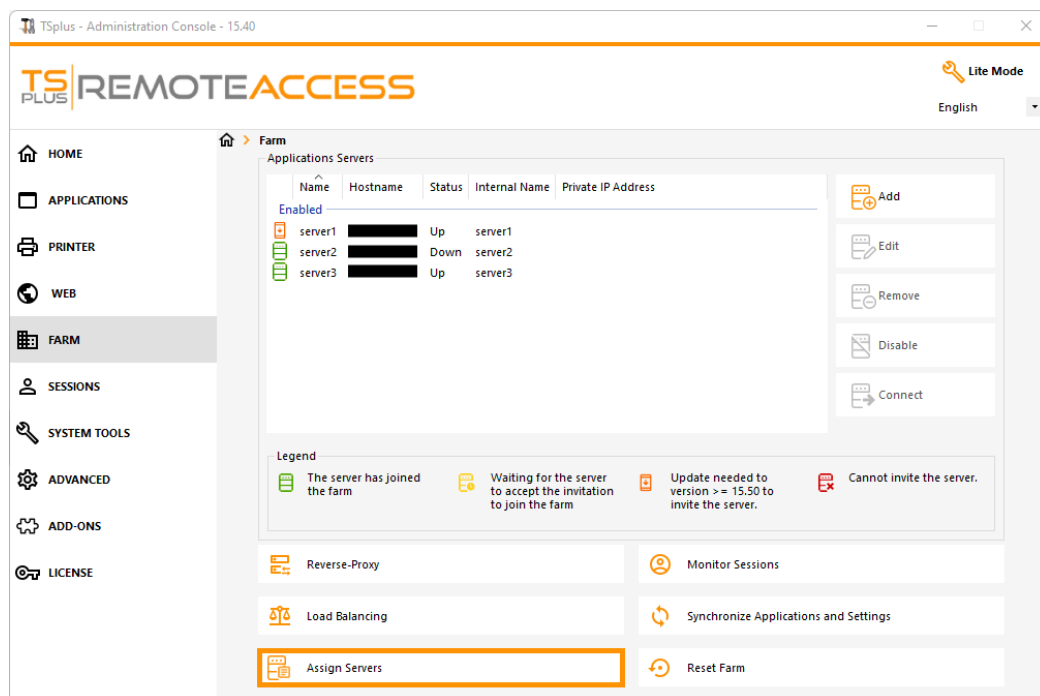 TSplus - Administration Console - 15.40
TS PLUS REMOTEACCESS
Lite Mode
English
HOME
APPLICATIONS
PRINTER
WEB
FARM
SESSIONS
SYSTEM TOOLS
ADVANCED
ADD-ONS
LICENSE
Farm
Applications Servers
Name Hostname Status Internal Name Private IP Address
Enabled
server1 Up server1
server2 Down server2
server3 Up server3
Add
Edit
Remove
Disable
Connect
Legend
The server has joined
the farm
Waiting for the server
to accept the invitation
to join the farm
Update needed to
version >= 15.50 to
invite the server.
Cannot invite the server.
Reverse-Proxy
Monitor Sessions
Load Balancing
Synchronize Applications and Settings
Assign Servers
Reset Farm